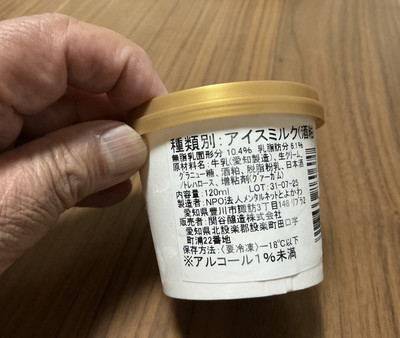 種類別:アイスミルク(酒粕
無脂乳固形分 10.4% 乳脂肪分 6.1%
原材料名:牛乳(愛知製造)、生クリーム、
グラニュー糖、酒粕、脱脂粉乳、日本酒
/トレハロース、増粘剤(グァーガム)
内容量:120ml LOT:31-07-25
製造者:NPO法人メンタルネットとよかわ
愛知県豊川市諏訪3丁目148
販売者:関谷醸造株式会社
愛知県北設楽郡設楽町田口字
町浦22番地
保存方法:(要冷凍)ー18℃以下
※アルコール1%未満